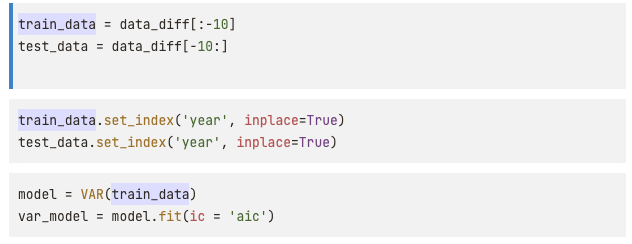 train_data = data_diff[:-10]
test_data = data_diff[-10:]
train_data.set_index('year', inplace=True)
test_data.set_index('year', inplace=True)
model = VAR(train_data)
var_model = model.fit(ic = 'aic')